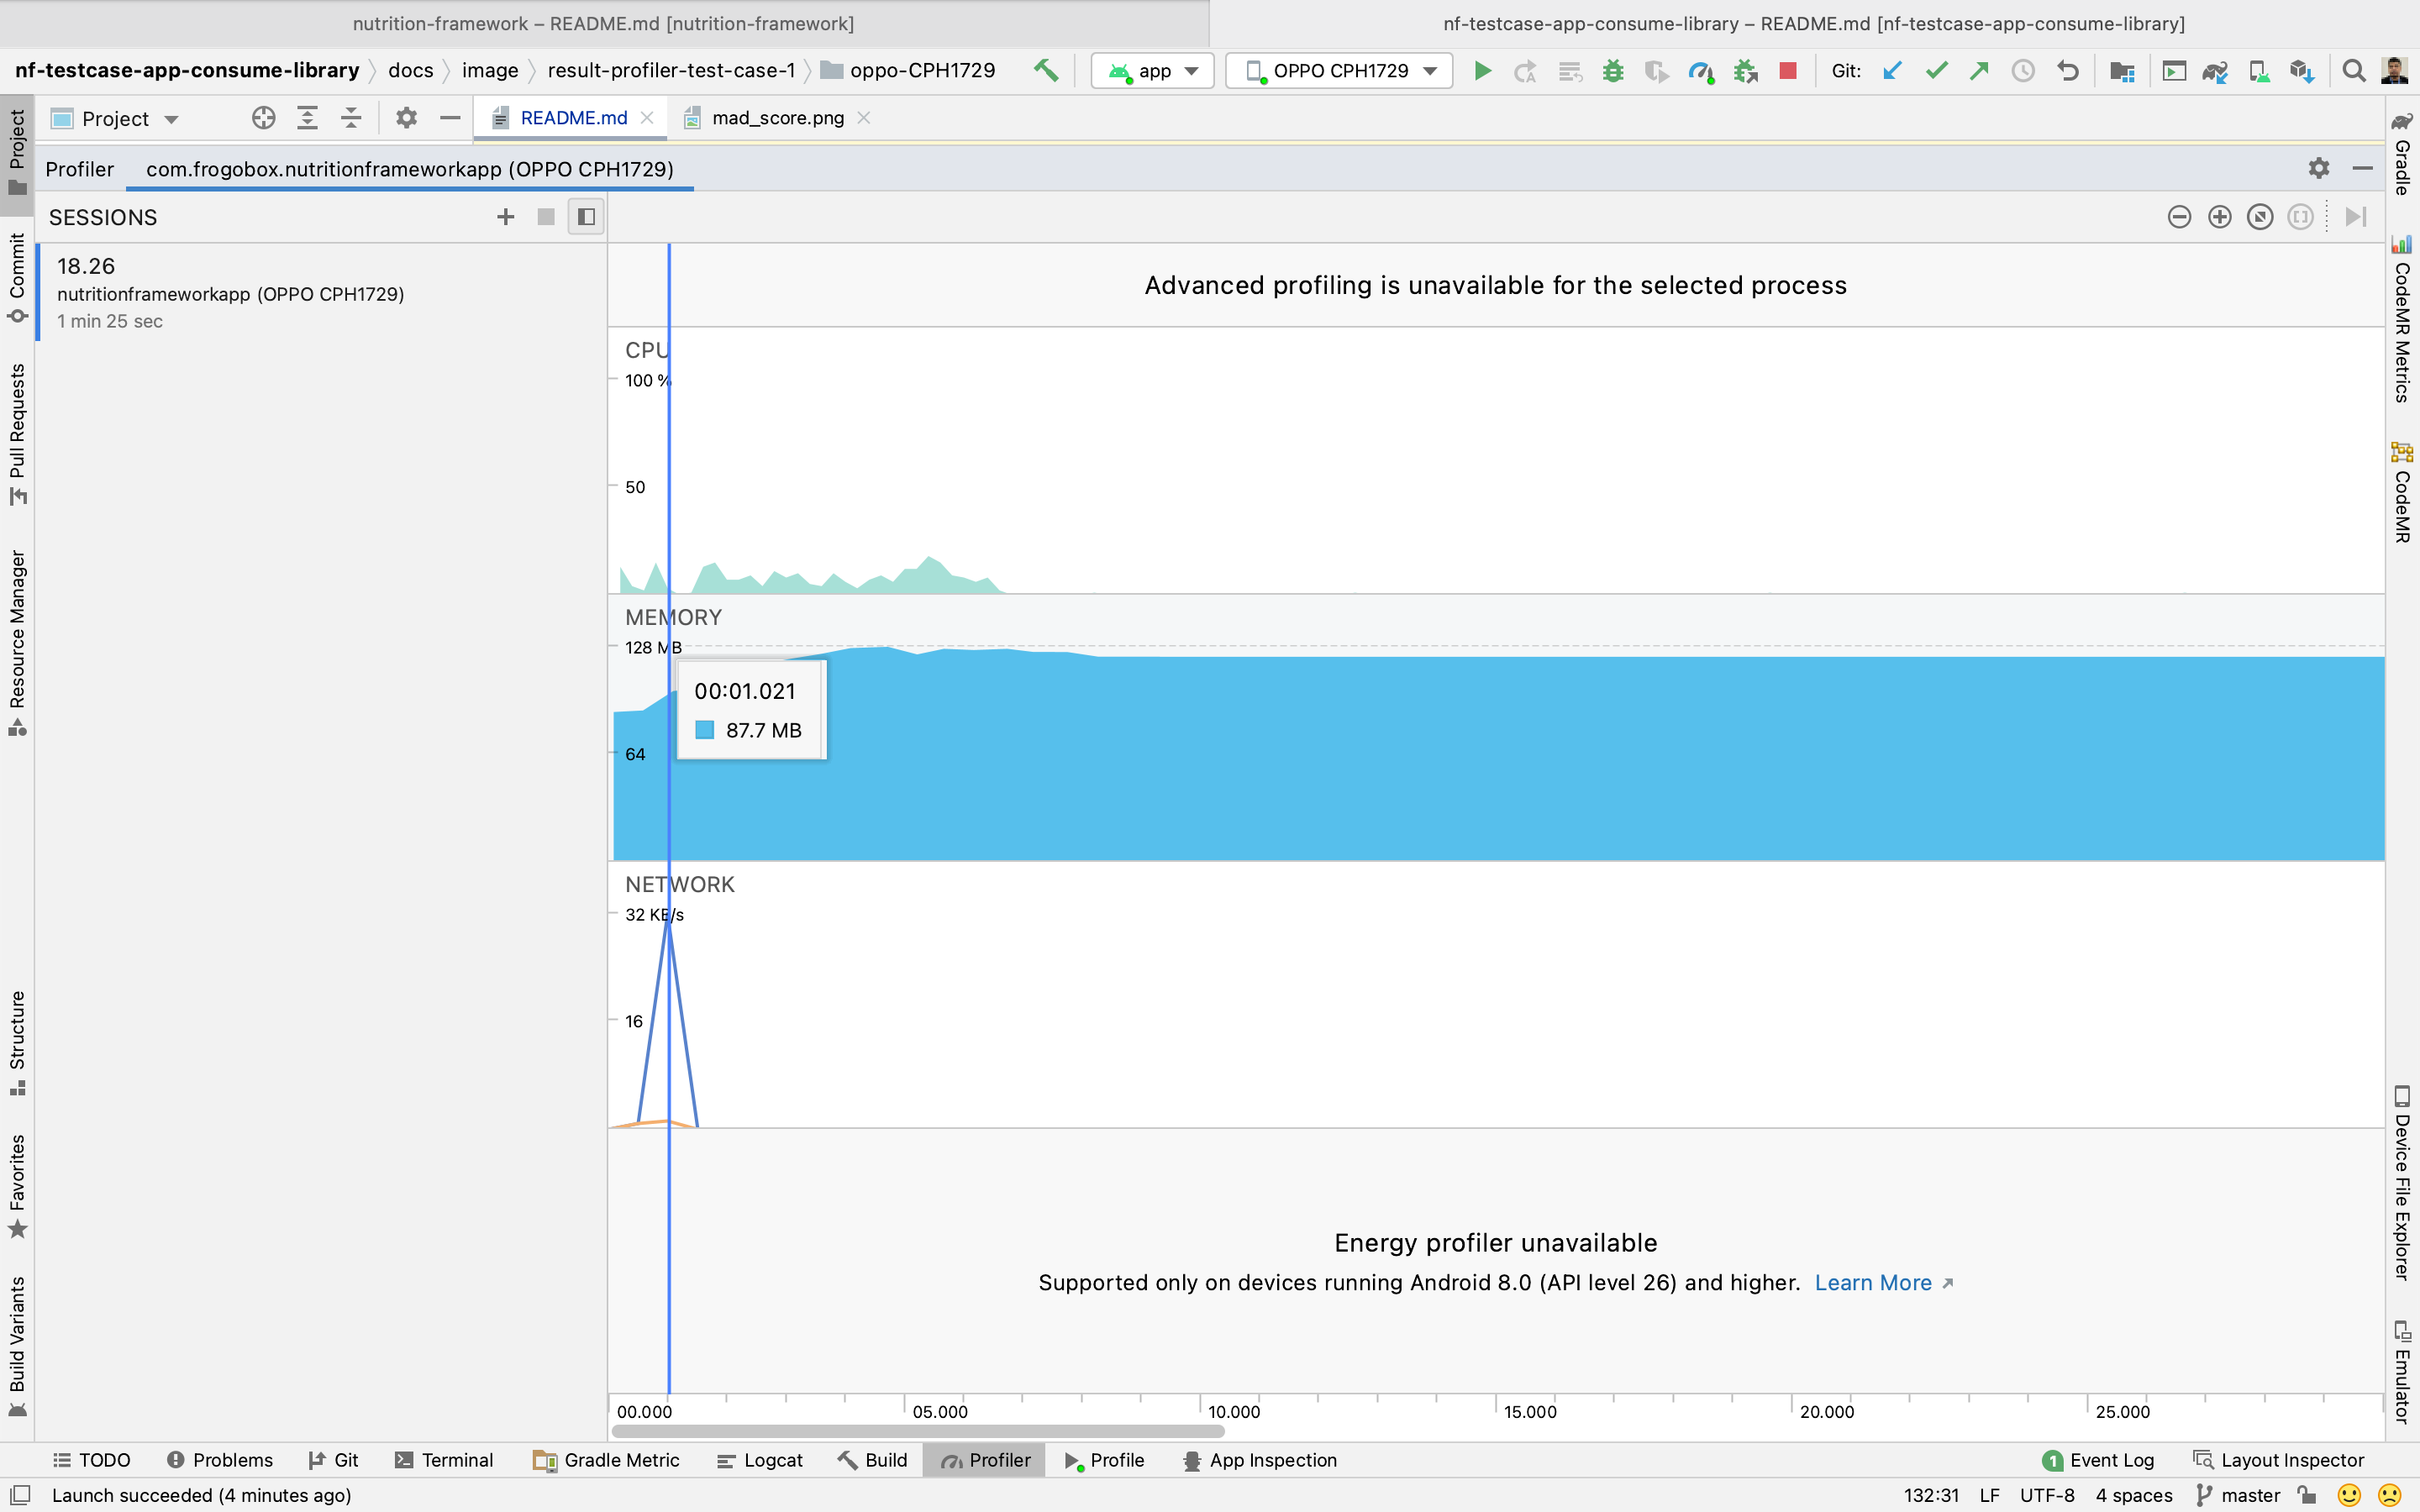 nutrition-framework – README.md [nutrition-framework]
nf-testcase-app-consume-library – README.md [nf-testcase-app-consume-library]
nf-testcase-app-consume-library docs image result-profiler-test-case-1 oppo-CPH1729 app OPPO CPH1729 Git:
Project README.md mad_score.png
Profiler com.frogobox.nutritionframeworkapp (OPPO CPH1729)
SESSIONS
18.26
nutritionframeworkapp (OPPO CPH1729)
1 min 25 sec
Advanced profiling is unavailable for the selected process
CPU
100 %
50
MEMORY
128 MB
00:01.021
87.7 MB
64
NETWORK
32 KB/s
16
Energy profiler unavailable
Supported only on devices running Android 8.0 (API level 26) and higher. Learn More
00.000 05.000 10.000 15.000 20.000 25.000
Project
Commit
Pull Requests
Resource Manager
Structure
Favorites
Build Variants
Gradle
CodeMR Metrics
CodeMR
Device File Explorer
Emulator
TODO Problems Git Terminal Gradle Metric Logcat Build Profiler Profile App Inspection 1 Event Log Layout Inspector
Launch succeeded (4 minutes ago) 132:31 LF UTF-8 4 spaces master